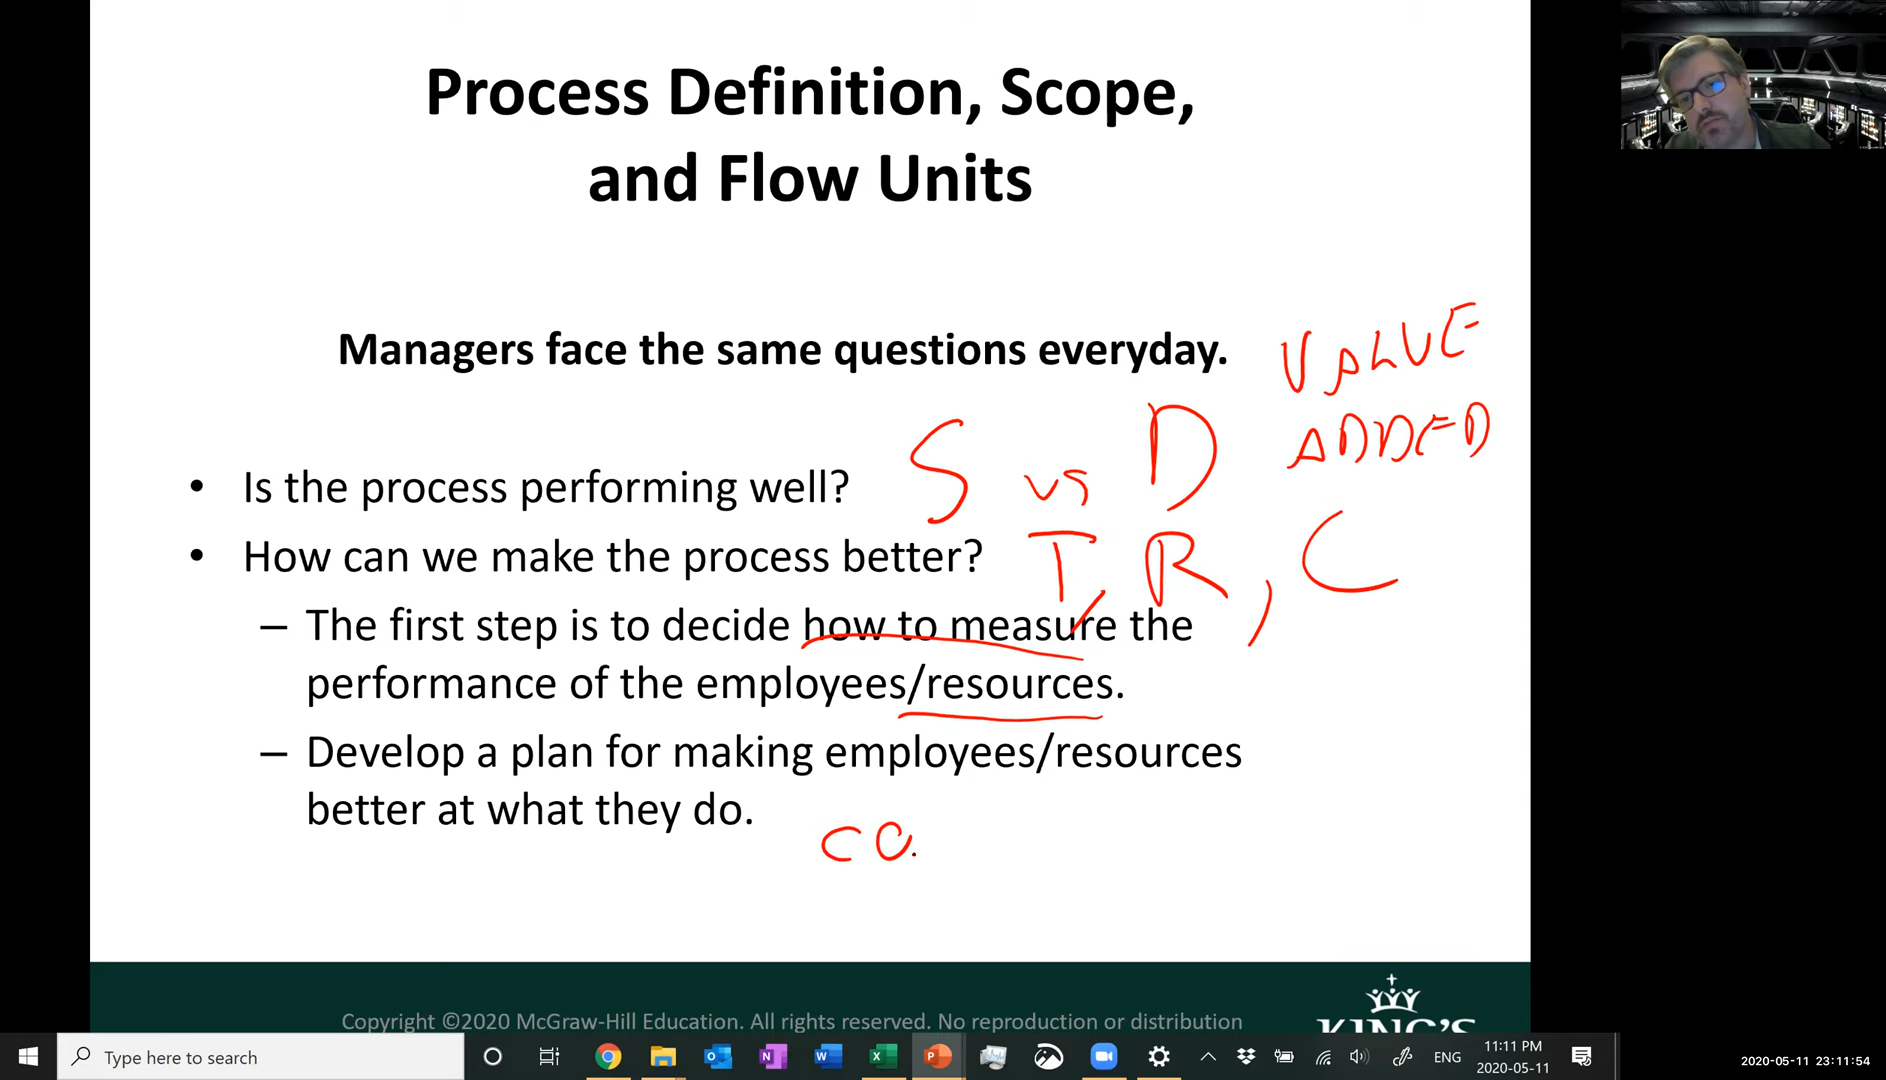 Process Definition, Scope,
and Flow Units
VALUE
Managers face the same questions everyday.
ADDED
• Is the process performing well? S vs D
• How can we make the process better? T, R, C
– The first step is to decide how to measure the
performance of the employees/resources.
– Develop a plan for making employees/resources
better at what they do.
CO
Copyright ©2020 McGraw-Hill Education. All rights reserved. No reproduction or distribution
KING'S
Type here to search
ENG
11:11 PM
2020-05-11
2020-05-11 23:11:54